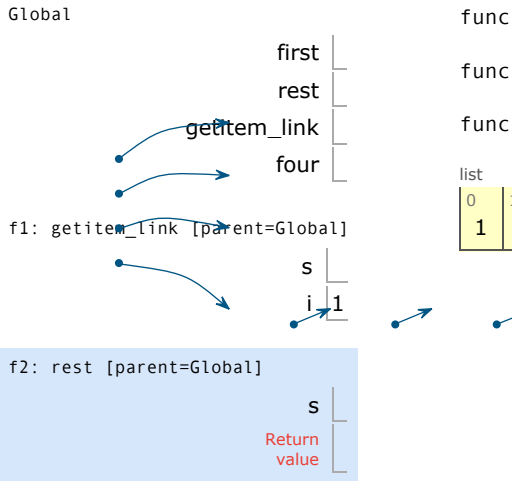 Global
first
rest
getitem_link
four
f1: getitem_link [parent=Global]
s
i 1
f2: rest [parent=Global]
s
Return
value
func
func
func
list
0
1